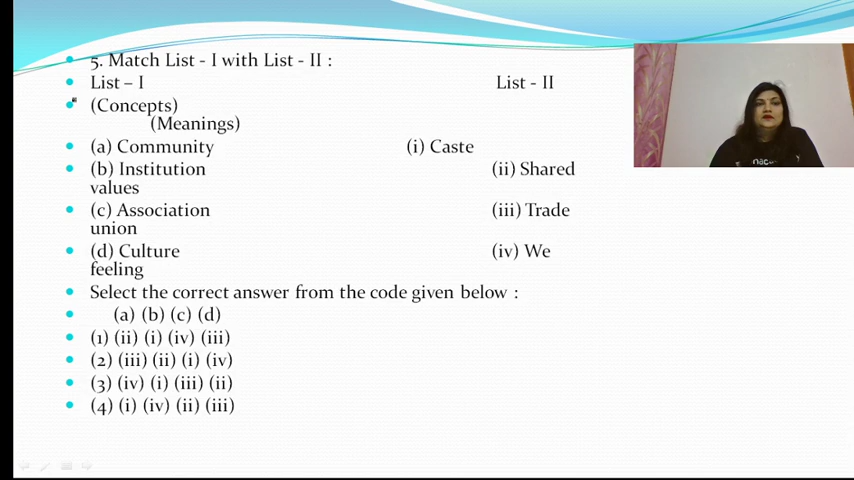 5. Match List - I with List - II :
List – I List - II
(Concepts)
(Meanings)
(a) Community (i) Caste
(b) Institution (ii) Shared
values
(c) Association (iii) Trade
union
(d) Culture (iv) We
feeling
Select the correct answer from the code given below :
(a) (b) (c) (d)
(1) (ii) (i) (iv) (iii)
(2) (iii) (ii) (i) (iv)
(3) (iv) (i) (iii) (ii)
(4) (i) (iv) (ii) (iii)